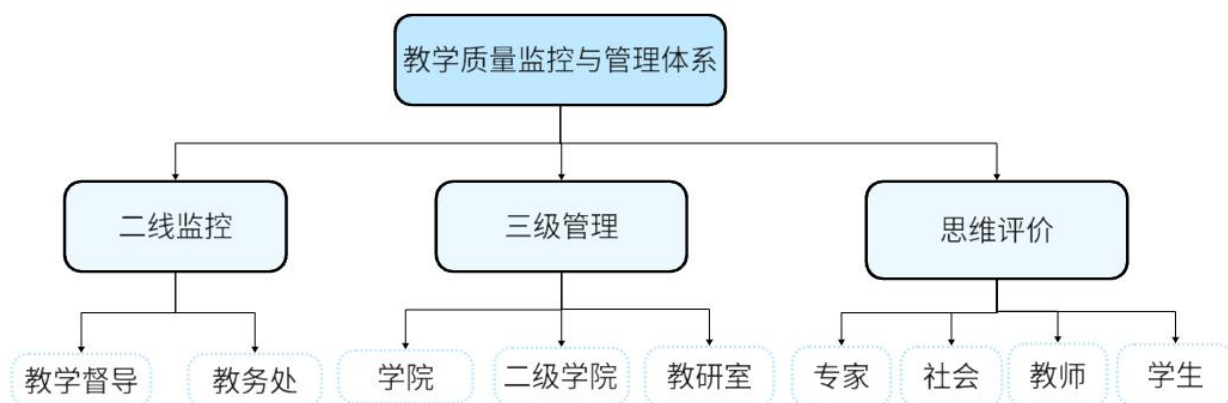 教学质量监控与管理体系
二线监控
三级管理
思维评价
教学督导
教务处
学院
二级学院
教研室
专家
社会
教师
学生